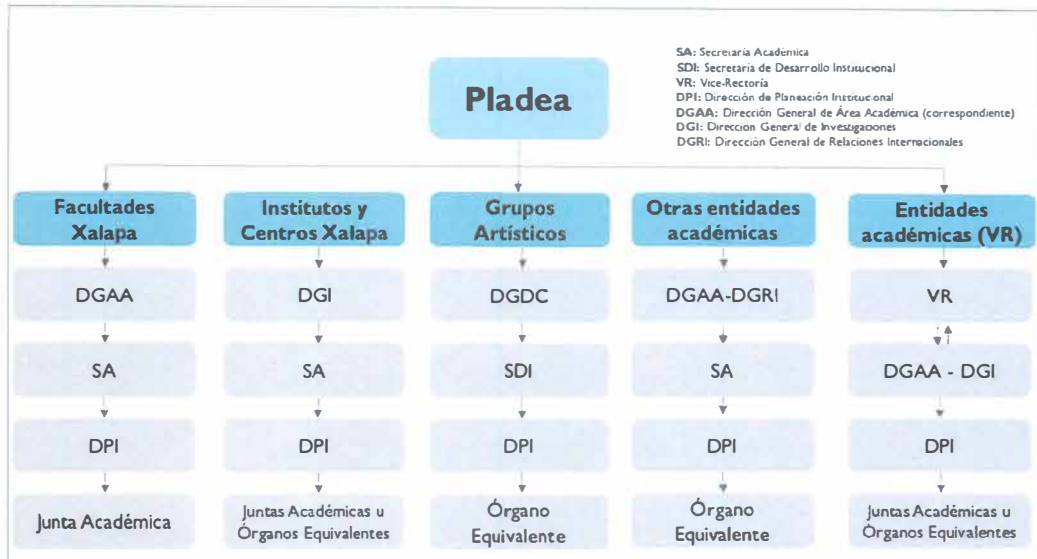 SA: Secretaría Académica
SDI: Secretaría de Desarrollo Institucional
VR: Vice-Rectoría
DPI: Dirección de Planeación Institucional
DGAA: Dirección General de Área Académica (correspondiente)
DGI: Dirección General de Investigaciones
DGRI: Dirección General de Relaciones Internacionales
Pladea
Facultades
Xalapa
Institutos y
Centros Xalapa
Grupos
Artísticos
Otras entidades
académicas
Entidades
académicas (VR)
DGAA
DGI
DGDC
DGAA-DGRI
VR
SA
SA
SDI
SA
DGAA - DGI
DPI
DPI
DPI
DPI
DPI
Junta Académica
Juntas Académicas u
Órganos Equivalentes
Órgano
Equivalente
Órgano
Equivalente
Juntas Académicas u
Órganos Equivalentes